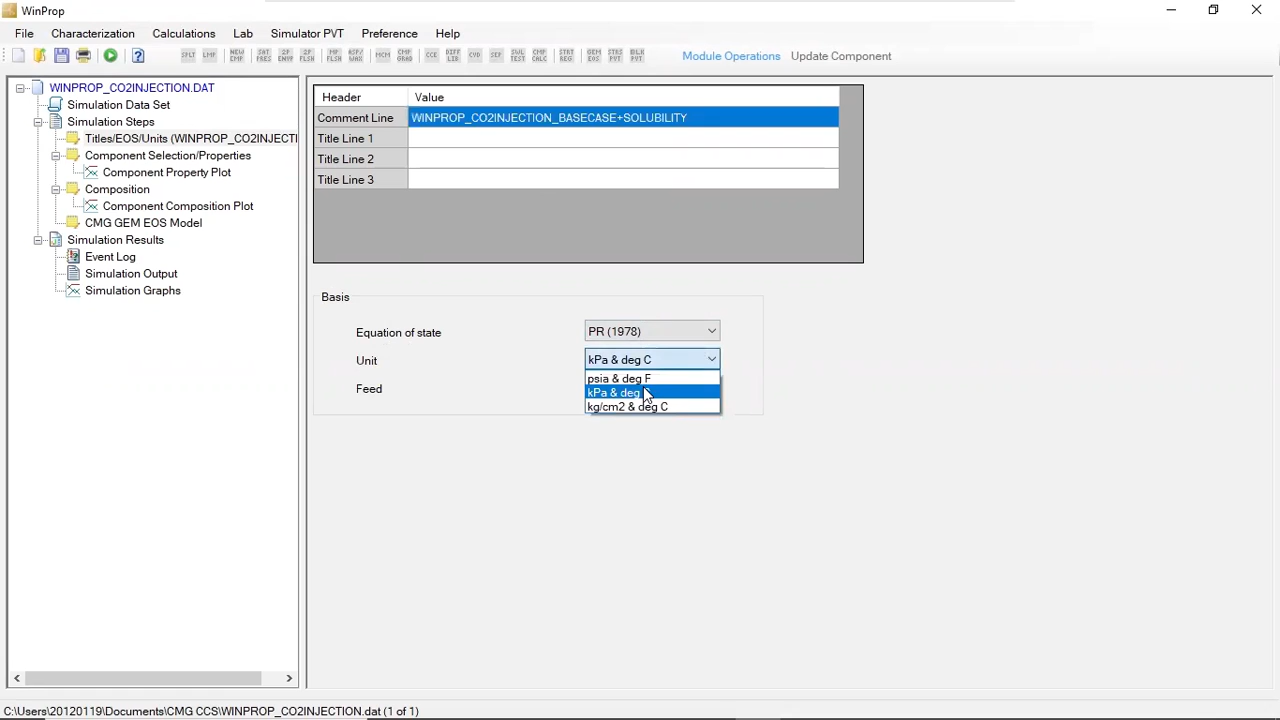 WinProp
File Characterization Calculations Lab Simulator PVT Preference Help
Module Operations Update Component
WINPROP_CO2INJECTION.DAT
Simulation Data Set
Simulation Steps
Titles/EOS/Units (WINPROP_CO2INJECTI
Component Selection/Properties
Component Property Plot
Composition
Component Composition Plot
CMG GEM EOS Model
Simulation Results
Event Log
Simulation Output
Simulation Graphs
Header Value
Comment Line WINPROP_CO2INJECTION_BASECASE+SOLUBILITY
Title Line 1
Title Line 2
Title Line 3
Basis
Equation of state PR (1978)
Unit kPa & deg C
psia & deg F
Feed kPa & deg
kg/cm2 & deg C
C:\Users\20120119\Documents\CMG CCS\WINPROP_CO2INJECTION.dat (1 of 1)